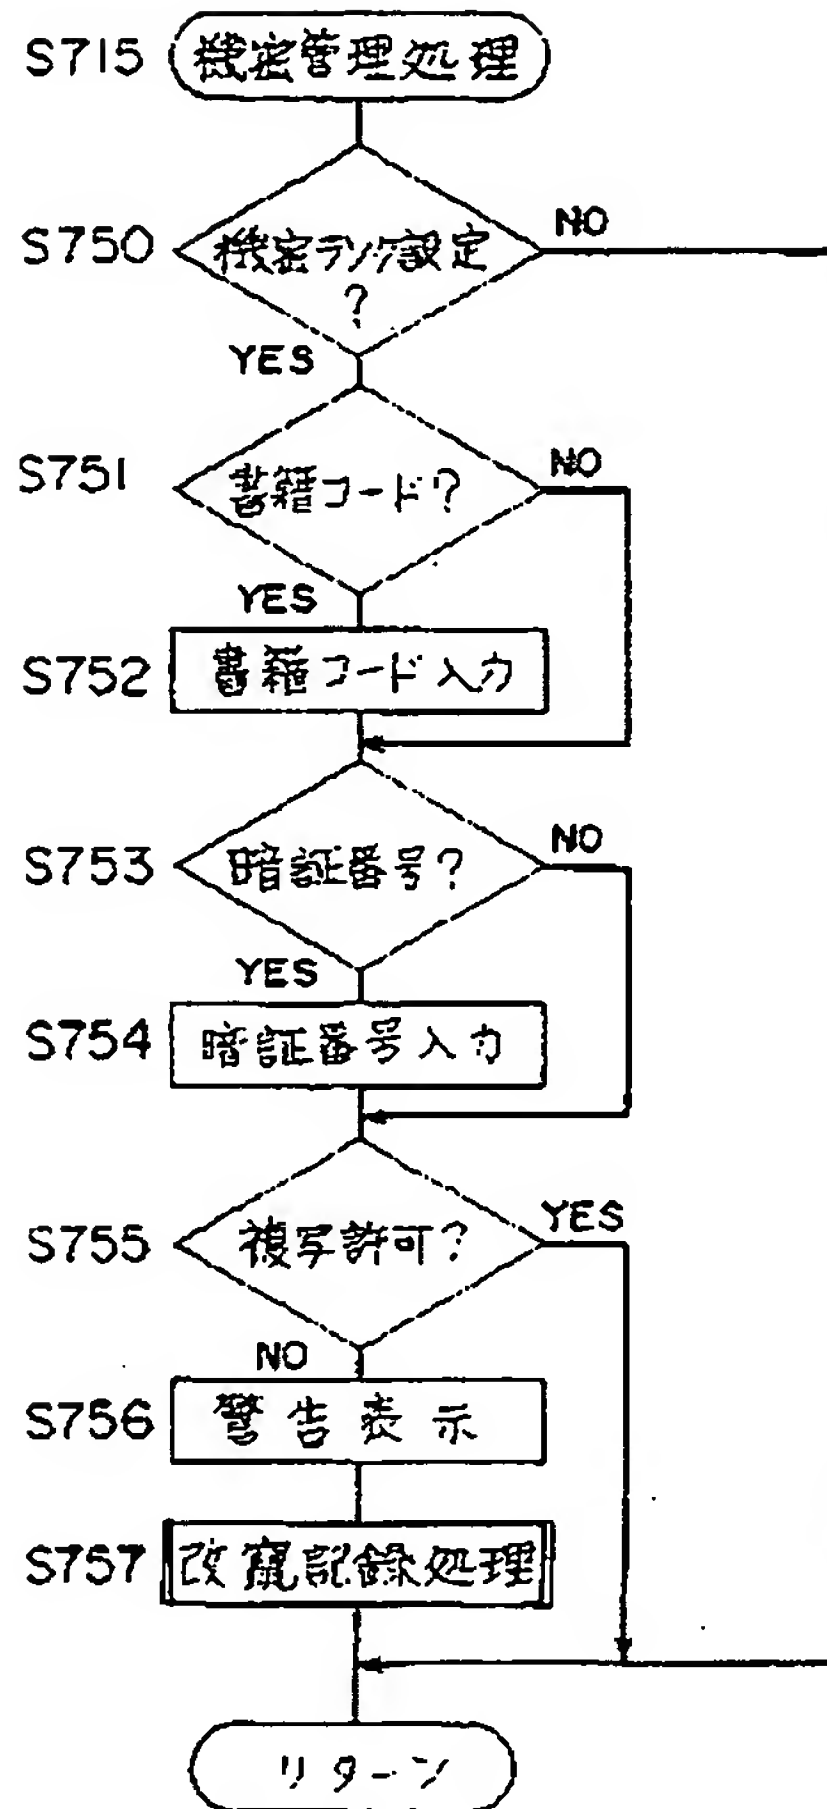 S715 機密管理処理
S750 機密ランク設定
?
NO
YES
S751 書籍コード?
NO
YES
S752 書籍コード入力
S753 暗証番号?
NO
YES
S754 暗証番号入力
S755 複写許可?
YES
NO
S756 警告表示
S757 改竄記録処理
リターン